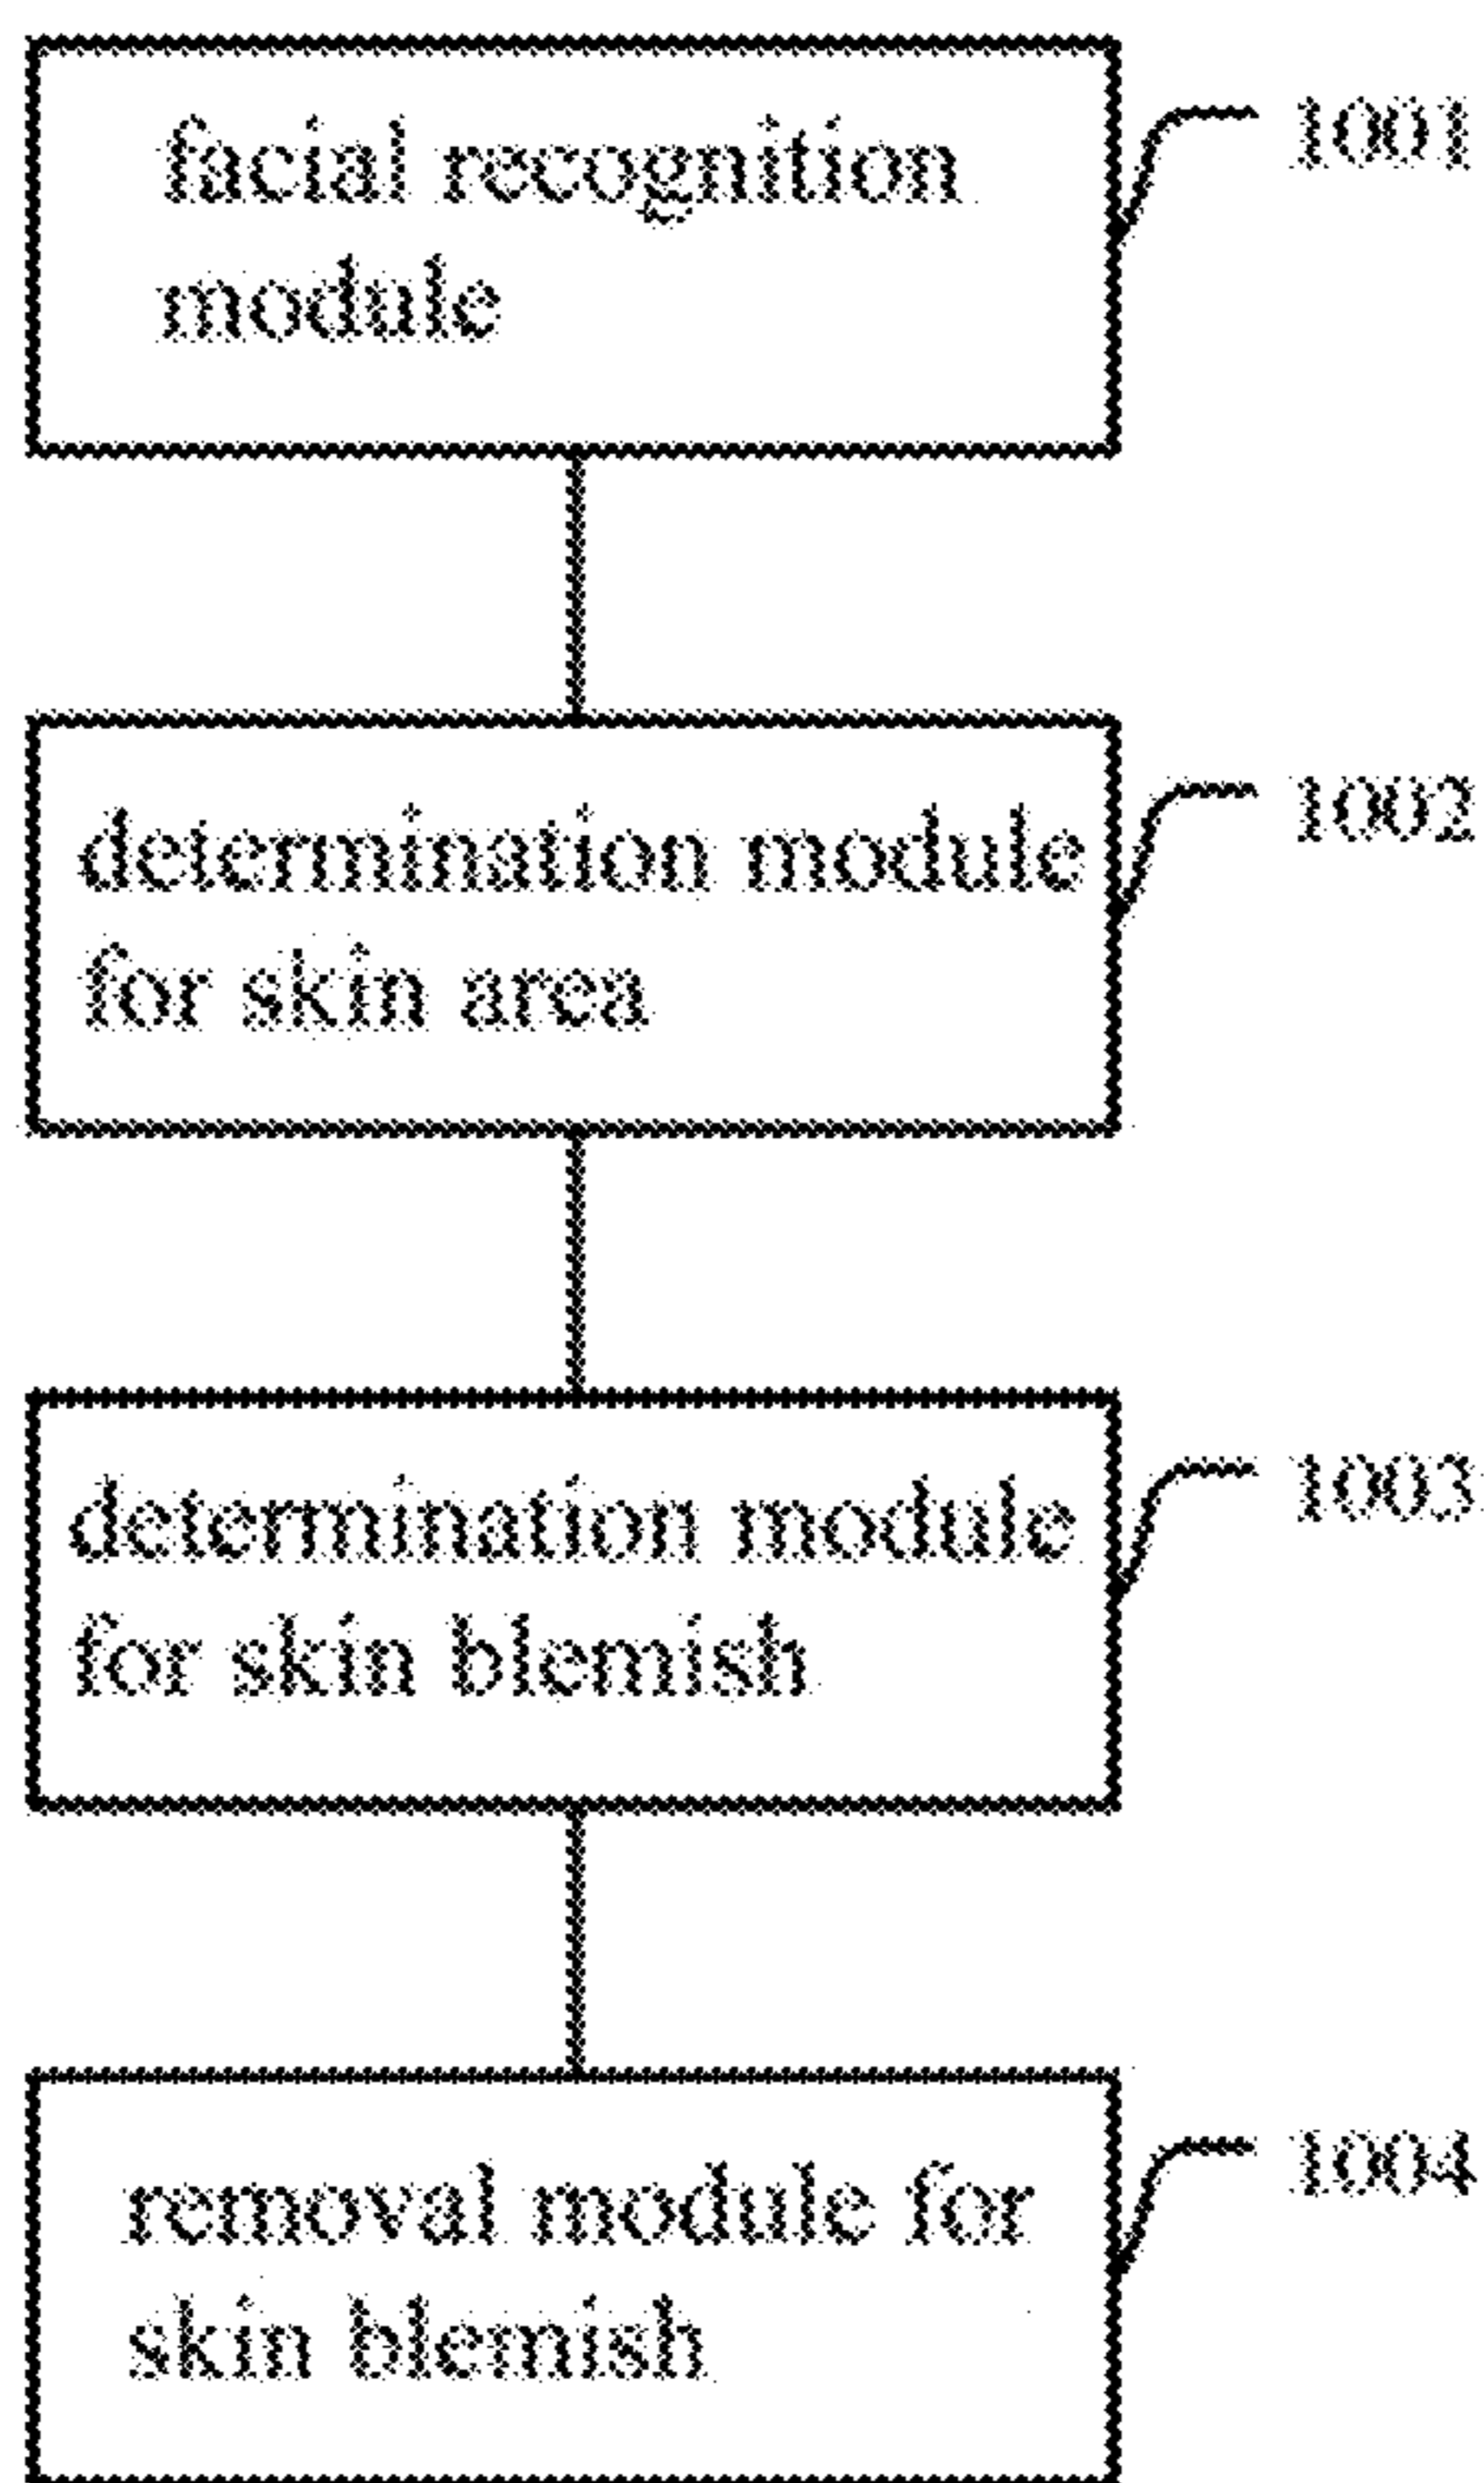 facial recognition
module
1001
determination module
for skin area
1002
determination module
for skin blemish
1003
removal module for
skin blemish
1004